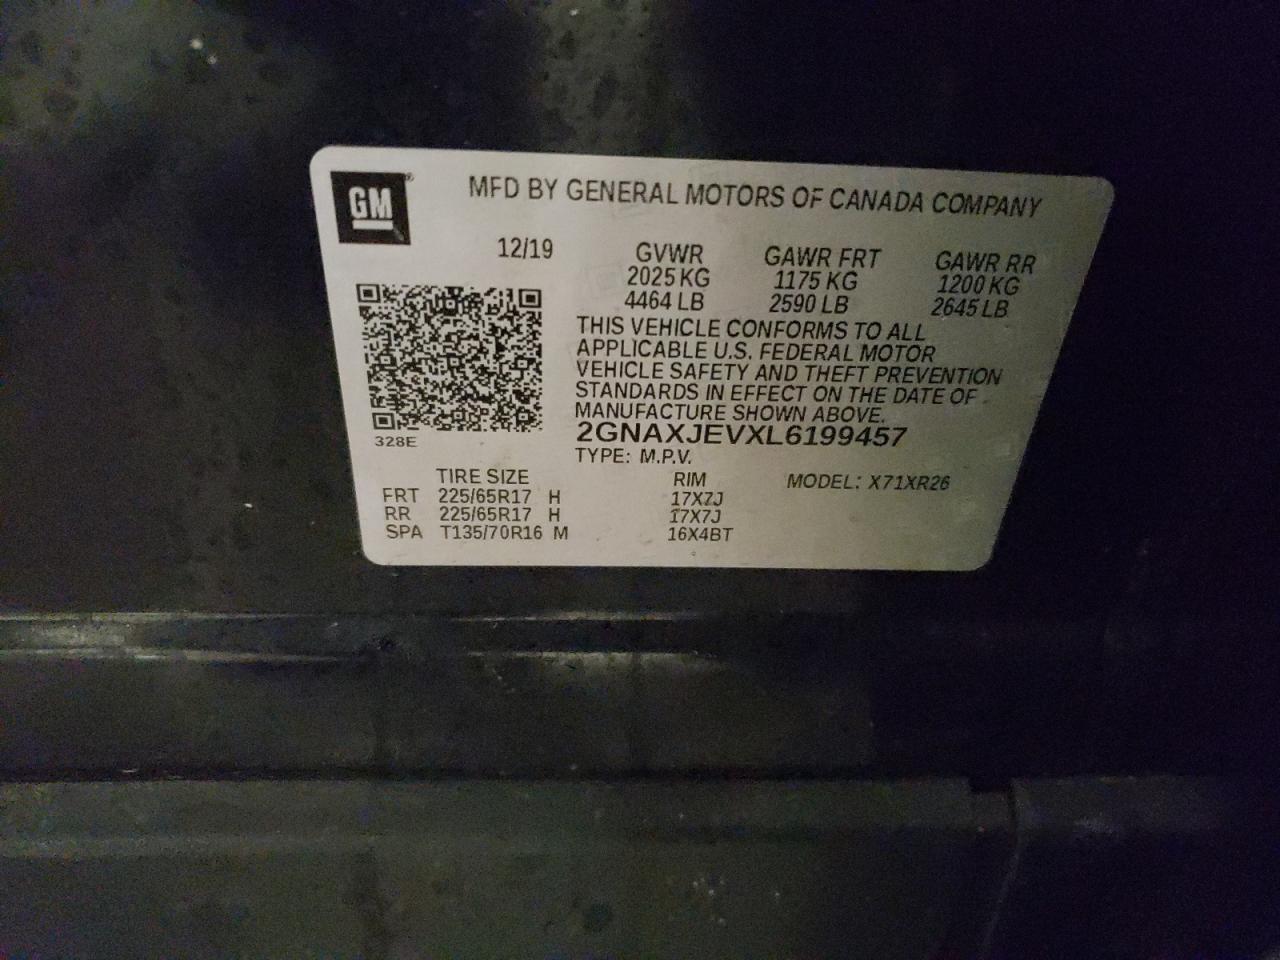 GM
MFD BY GENERAL MOTORS OF CANADA COMPANY
12/19 GVWR GAWR FRT GAWR RR
2025 KG 1175 KG 1200 KG
4464 LB 2590 LB 2645 LB
THIS VEHICLE CONFORMS TO ALL
APPLICABLE U.S. FEDERAL MOTOR
VEHICLE SAFETY AND THEFT PREVENTION
STANDARDS IN EFFECT ON THE DATE OF
MANUFACTURE SHOWN ABOVE.
2GNAXJEVXL6199457
328E
TYPE: M.P.V.
TIRE SIZE RIM MODEL: X71XR26
FRT 225/65R17 H 17X7J
RR 225/65R17 H 17X7J
SPA T135/70R16 M 16X4BT